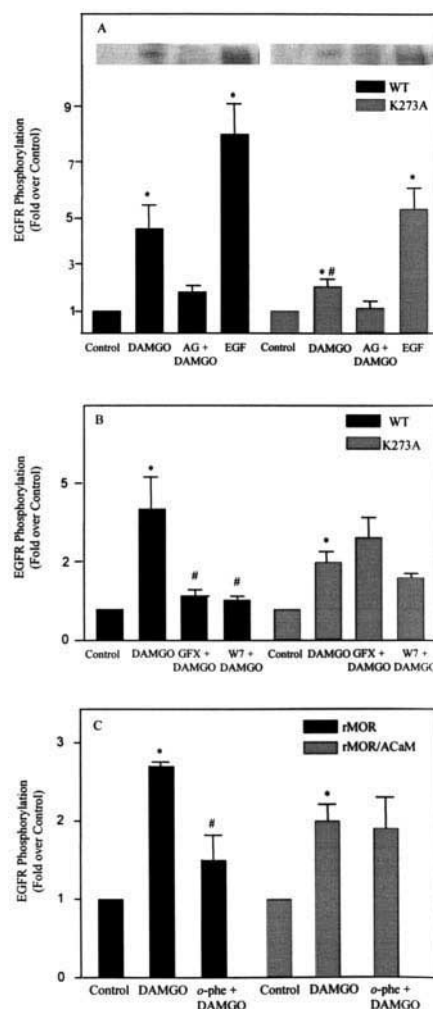 A
WT
K273A
EGFR Phosphorylation
(Fold over Control)
9
7
5
3
1
*
*
* #
*
Control DAMGO AG + DAMGO EGF Control DAMGO AG + DAMGO EGF
B
WT
K273A
EGFR Phosphorylation
(Fold over Control)
5
2
0
*
#
#
*
Control DAMGO GFX + DAMGO W7 + DAMGO Control DAMGO GFX + DAMGO W7 + DAMGO
C
rMOR
rMOR/ACaM
EGFR Phosphorylation
(Fold over Control)
3
2
1
0
*
#
*
Control DAMGO o-phe + DAMGO Control DAMGO o-phe + DAMGO